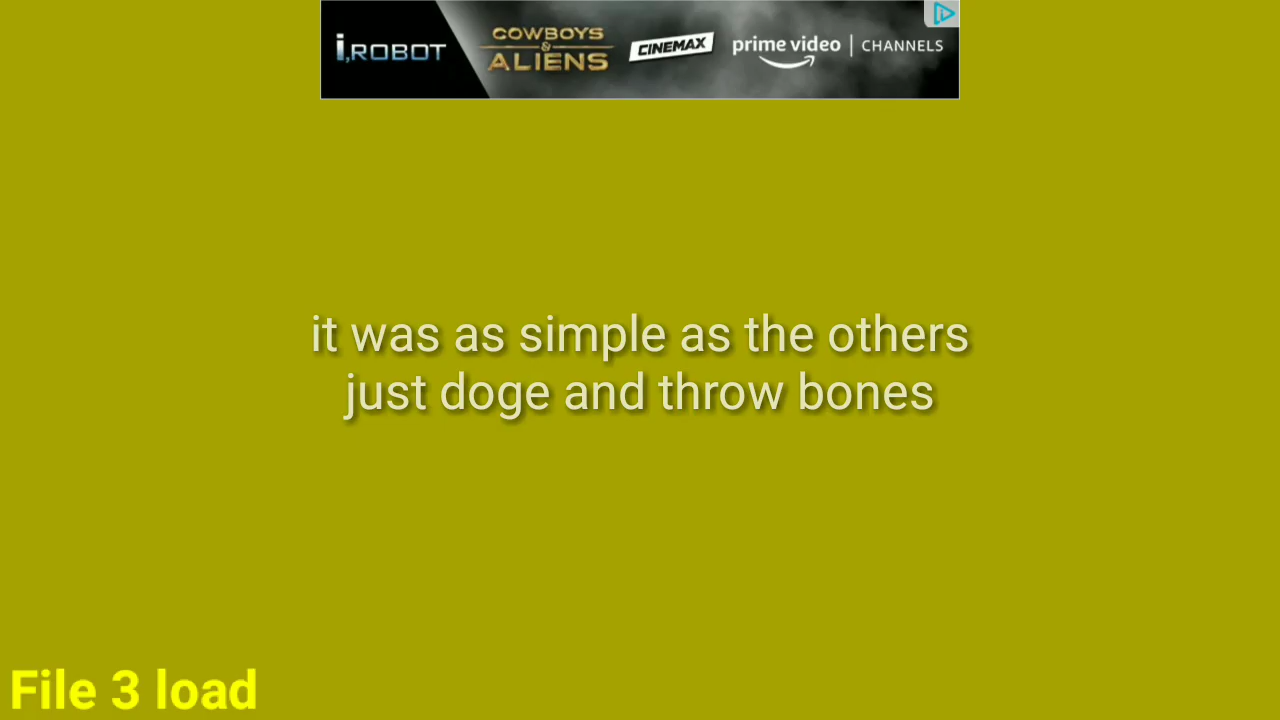 i,ROBOT
COWBOYS
&
ALIENS
CINEMAX
prime video | CHANNELS
it was as simple as the others
just doge and throw bones
File 3 load